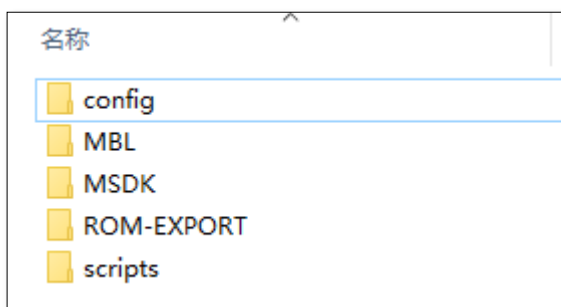 名称
config
MBL
MSDK
ROM-EXPORT
scripts